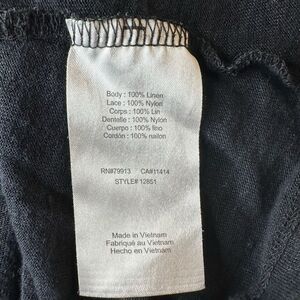 Body : 100% Linen
Lace : 100% Nylon
Corps : 100% Lin
Dentelle : 100% Nylon
Cuerpo : 100% lino
Cordón : 100% nailon
RN#79913 CA#11414
STYLE# 12851
Made in Vietnam
Fabriqué au Vietnam
Hecho en Vietnam